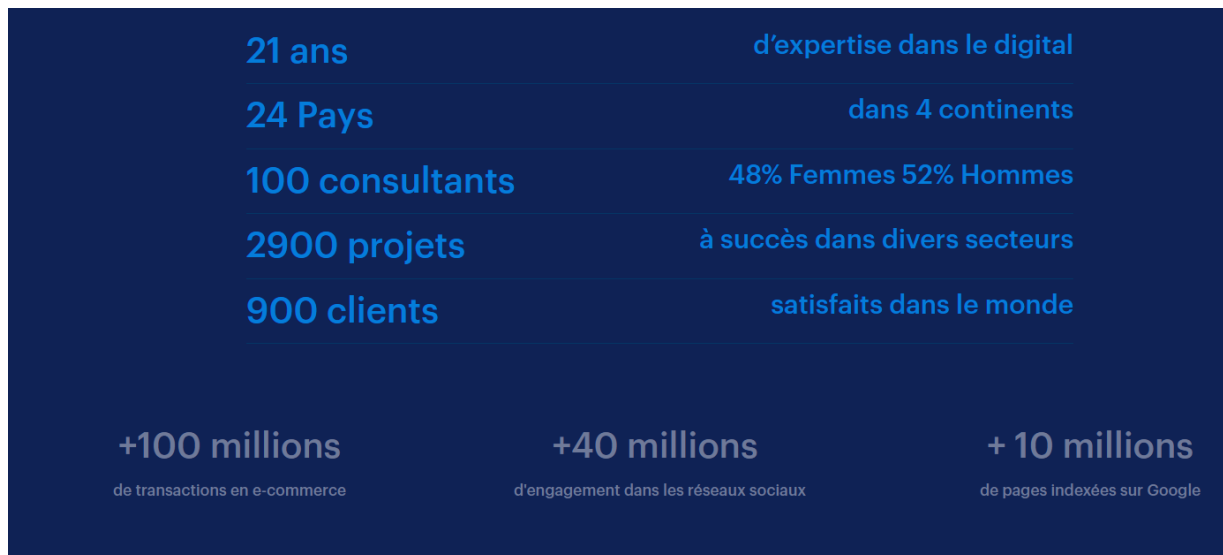 21 ans d’expertise dans le digital
24 Pays dans 4 continents
100 consultants 48% Femmes 52% Hommes
2900 projets à succès dans divers secteurs
900 clients satisfaits dans le monde
+100 millions +40 millions + 10 millions
de transactions en e-commerce d'engagement dans les réseaux sociaux de pages indexées sur Google